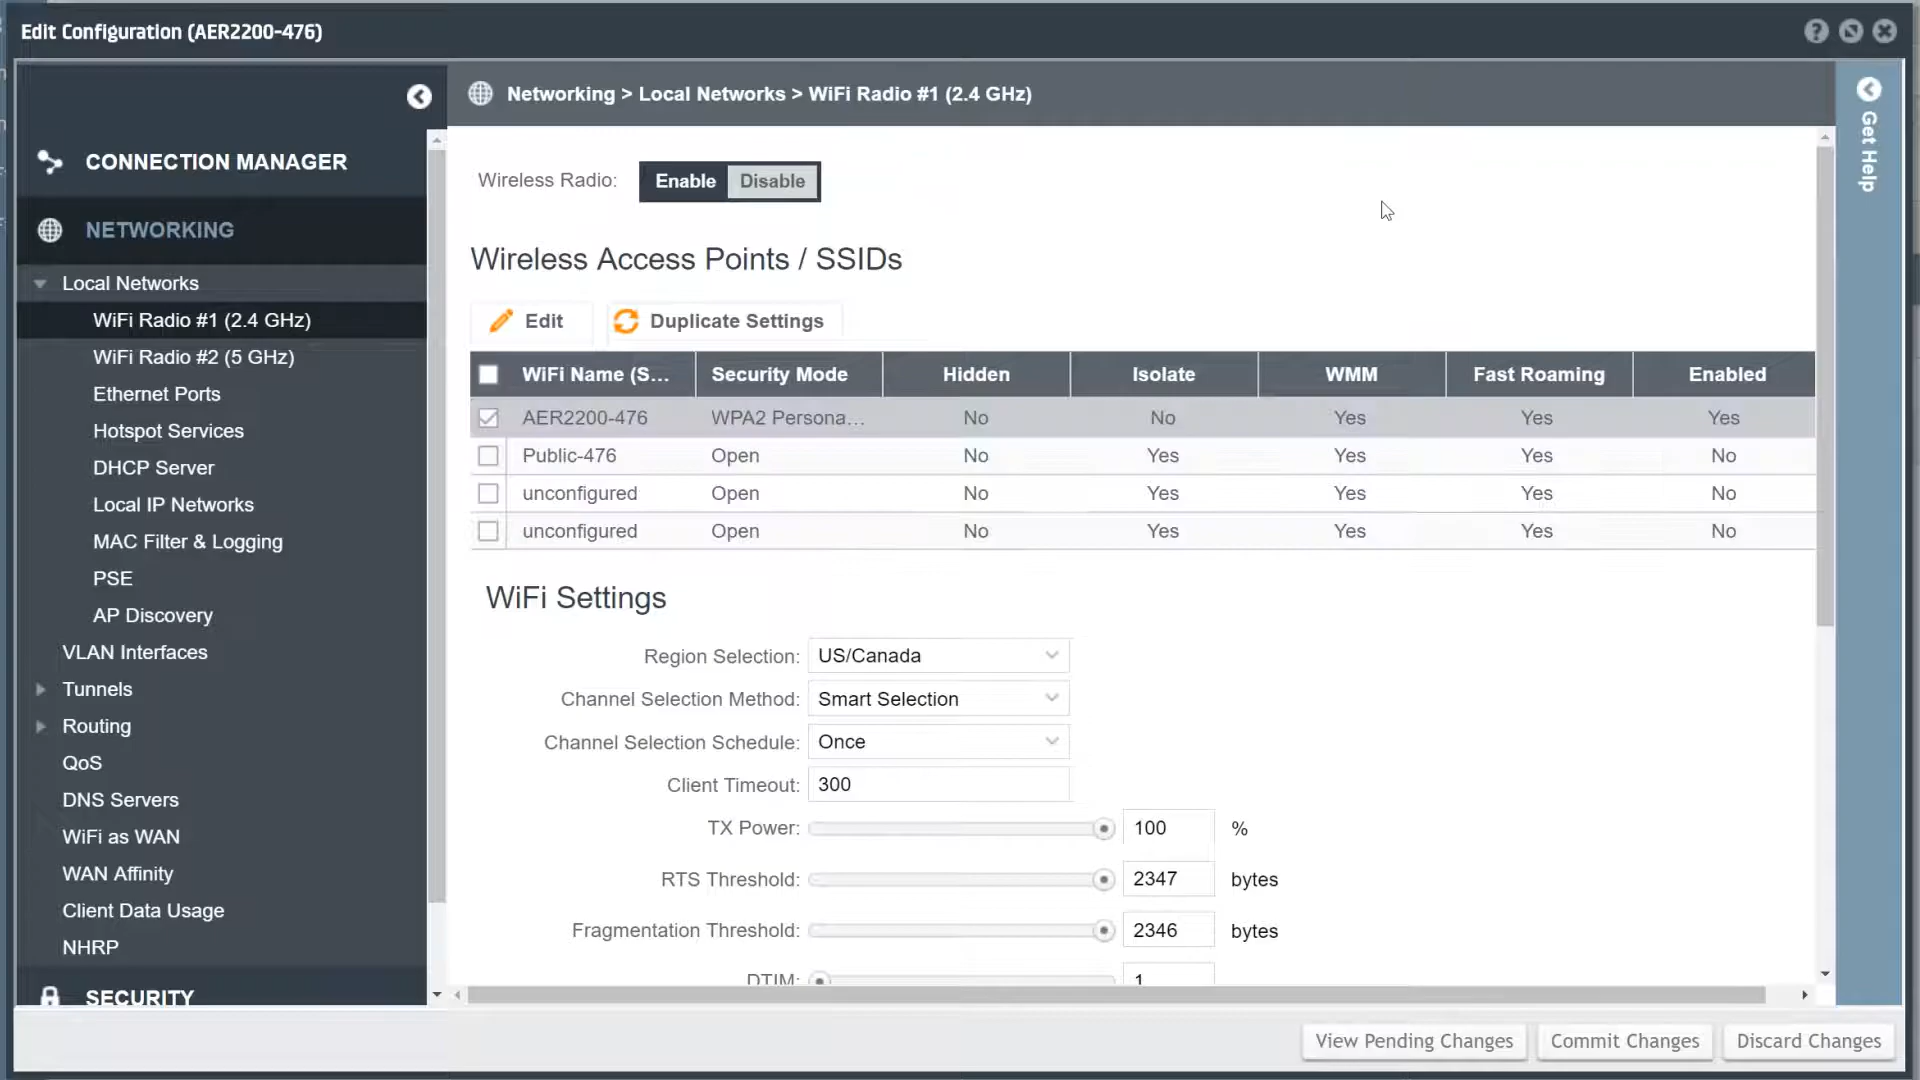 Edit Configuration (AER2200-476)
Networking > Local Networks > WiFi Radio #1 (2.4 GHz)
Get Help
CONNECTION MANAGER
NETWORKING
Local Networks
WiFi Radio #1 (2.4 GHz)
WiFi Radio #2 (5 GHz)
Ethernet Ports
Hotspot Services
DHCP Server
Local IP Networks
MAC Filter & Logging
PSE
AP Discovery
VLAN Interfaces
Tunnels
Routing
QoS
DNS Servers
WiFi as WAN
WAN Affinity
Client Data Usage
NHRP
SECURITY
Wireless Radio: Enable Disable
Wireless Access Points / SSIDs
Edit Duplicate Settings
WiFi Name (S... Security Mode Hidden Isolate WMM Fast Roaming Enabled
AER2200-476 WPA2 Persona... No No Yes Yes Yes
Public-476 Open No Yes Yes Yes No
unconfigured Open No Yes Yes Yes No
unconfigured Open No Yes Yes Yes No
WiFi Settings
Region Selection: US/Canada
Channel Selection Method: Smart Selection
Channel Selection Schedule: Once
Client Timeout: 300
TX Power: 100 %
RTS Threshold: 2347 bytes
Fragmentation Threshold: 2346 bytes
DTIM: 1
View Pending Changes Commit Changes Discard Changes